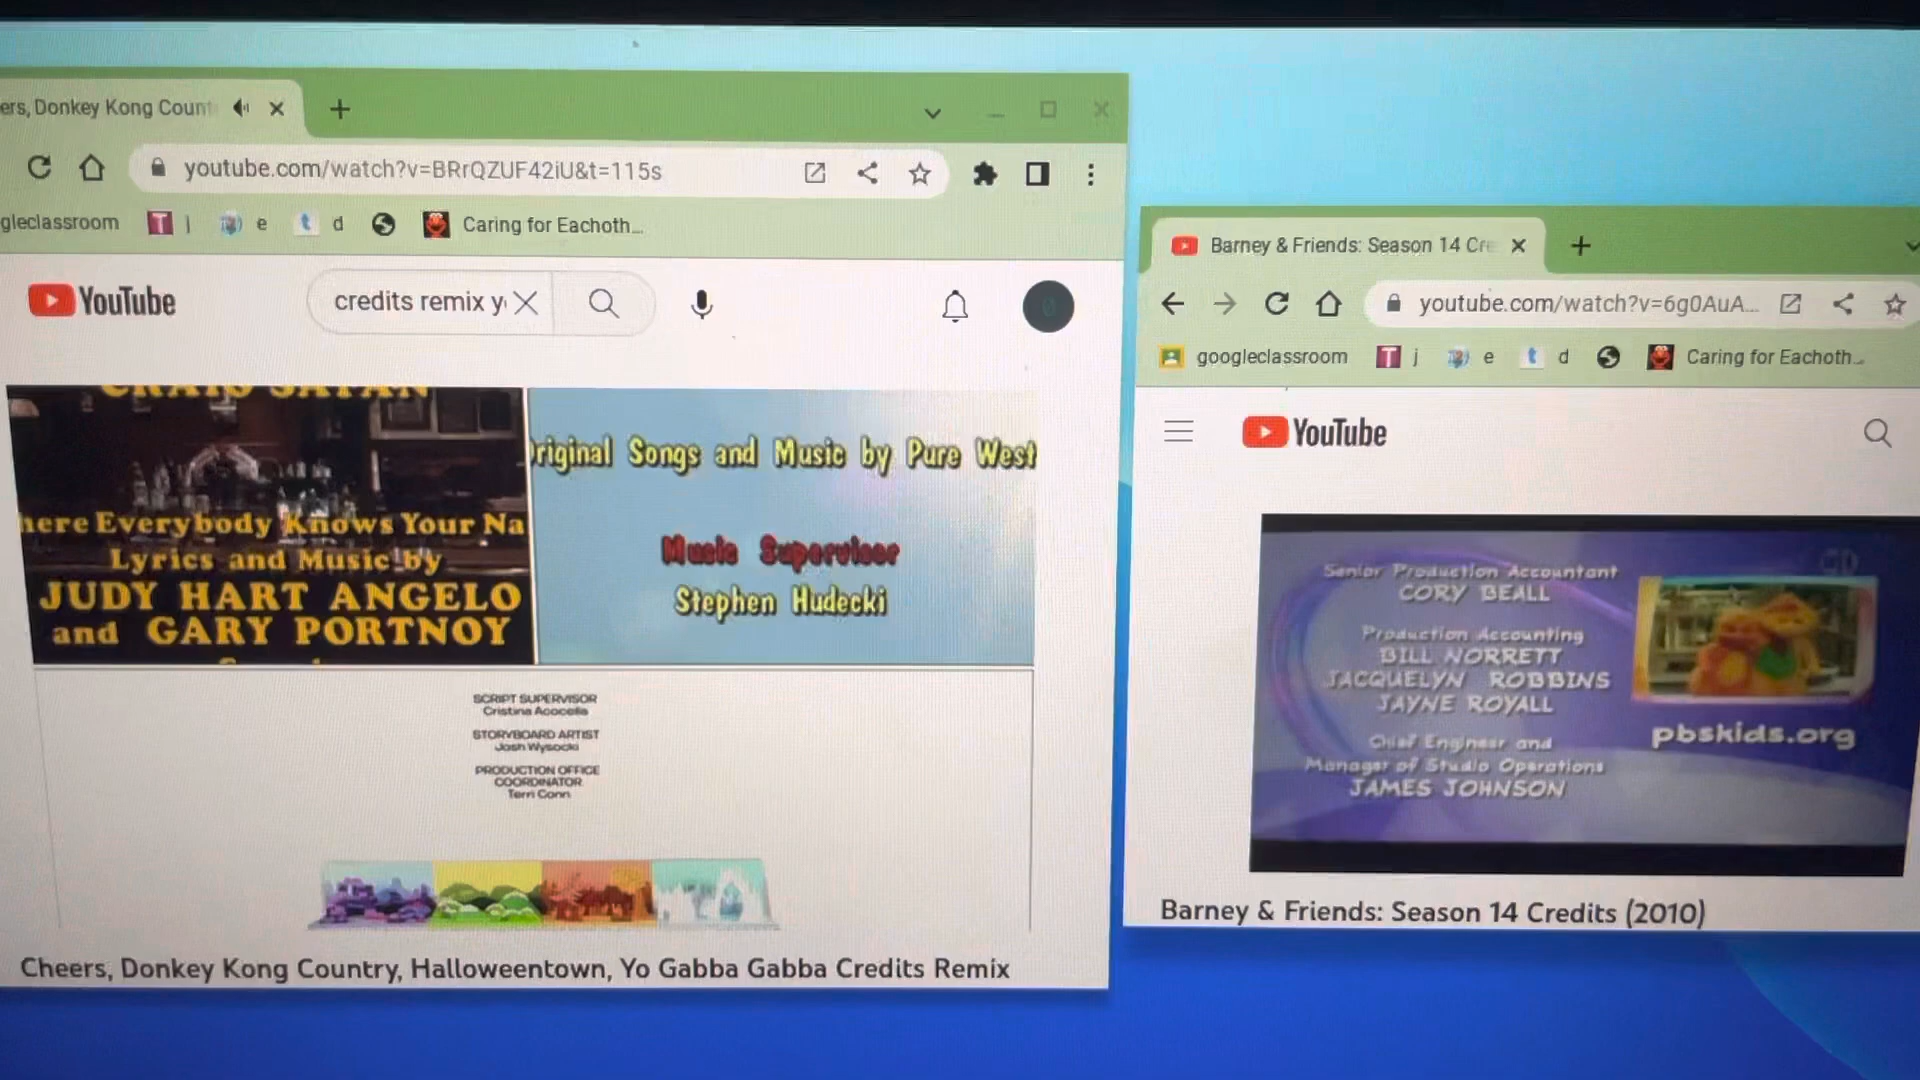 ers, Donkey Kong Count
youtube.com/watch?v=BRrQZUF42iU&t=115s
gleclassroom j e t d Caring for Eachoth...
YouTube
credits remix y
here Everybody Knows Your Na
Lyrics and Music by
JUDY HART ANGELO
and GARY PORTNOY
riginal Songs and Music by Pure West
Music Supervisor
Stephen Hudecki
SCRIPT SUPERVISOR
Cristina Acocella
STORYBOARD ARTIST
Josh Wysocki
PRODUCTION OFFICE
COORDINATOR
Terri Conn
Cheers, Donkey Kong Country, Halloweentown, Yo Gabba Gabba Credits Remix
Barney & Friends: Season 14 Cre
youtube.com/watch?v=6g0AuA...
googleclassroom T j e t d Caring for Eachoth...
YouTube
Senior Production Accountant
CORY BEALL
Production Accounting
BILL NORRETT
JACQUELYN ROBBINS
JAYNE ROYALL
Chief Engineer and
Manager of Studio Operations
JAMES JOHNSON
pbskids.org
Barney & Friends: Season 14 Credits (2010)